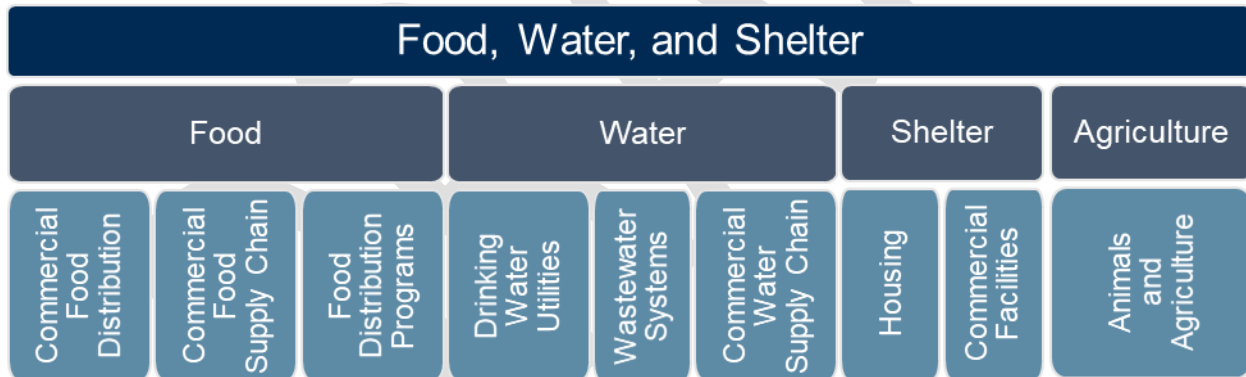 Food, Water, and Shelter
Food
Water
Shelter
Agriculture
Commercial
Food
Distribution
Commercial
Food
Supply Chain
Food
Distribution
Programs
Drinking
Water
Utilities
Wastewater
Systems
Commercial
Water
Supply Chain
Housing
Commercial
Facilities
Animals
and
Agriculture